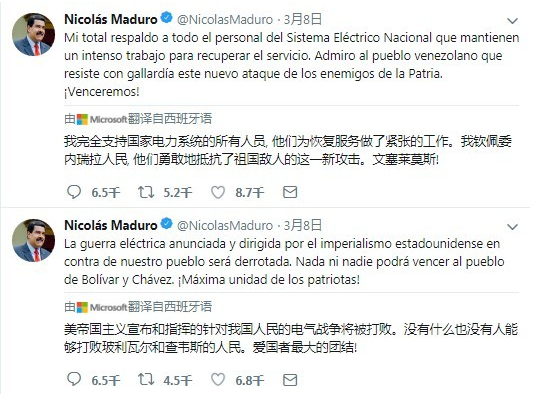 Nicolás Maduro @NicolasMaduro · 3月8日
Mi total respaldo a todo el personal del Sistema Eléctrico Nacional que mantienen
un intenso trabajo para recuperar el servicio. Admiro al pueblo venezolano que
resiste con gallardía este nuevo ataque de los enemigos de la Patria.
¡Venceremos!
由 Microsoft 翻译自西班牙语
我完全支持国家电力系统的所有人员, 他们为恢复服务做了紧张的工作。我钦佩委
内瑞拉人民, 他们勇敢地抵抗了祖国敌人的这一新攻击。文塞莱莫斯!
6.5千 5.2千 8.7千
Nicolás Maduro @NicolasMaduro · 3月8日
La guerra eléctrica anunciada y dirigida por el imperialismo estadounidense en
contra de nuestro pueblo será derrotada. Nada ni nadie podrá vencer al pueblo
de Bolívar y Chávez. ¡Máxima unidad de los patriotas!
由 Microsoft 翻译自西班牙语
美帝国主义宣布和指挥的针对我国人民的电气战争将被打败。没有什么也没有人能
够打败玻利瓦尔和查韦斯的人民。爱国者最大的团结!
6.5千 4.5千 6.8千